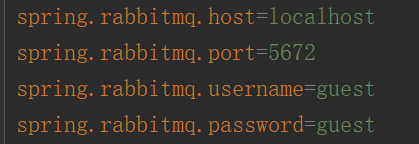 spring.rabbitmq.host=localhost
spring.rabbitmq.port=5672
spring.rabbitmq.username=guest
spring.rabbitmq.password=guest